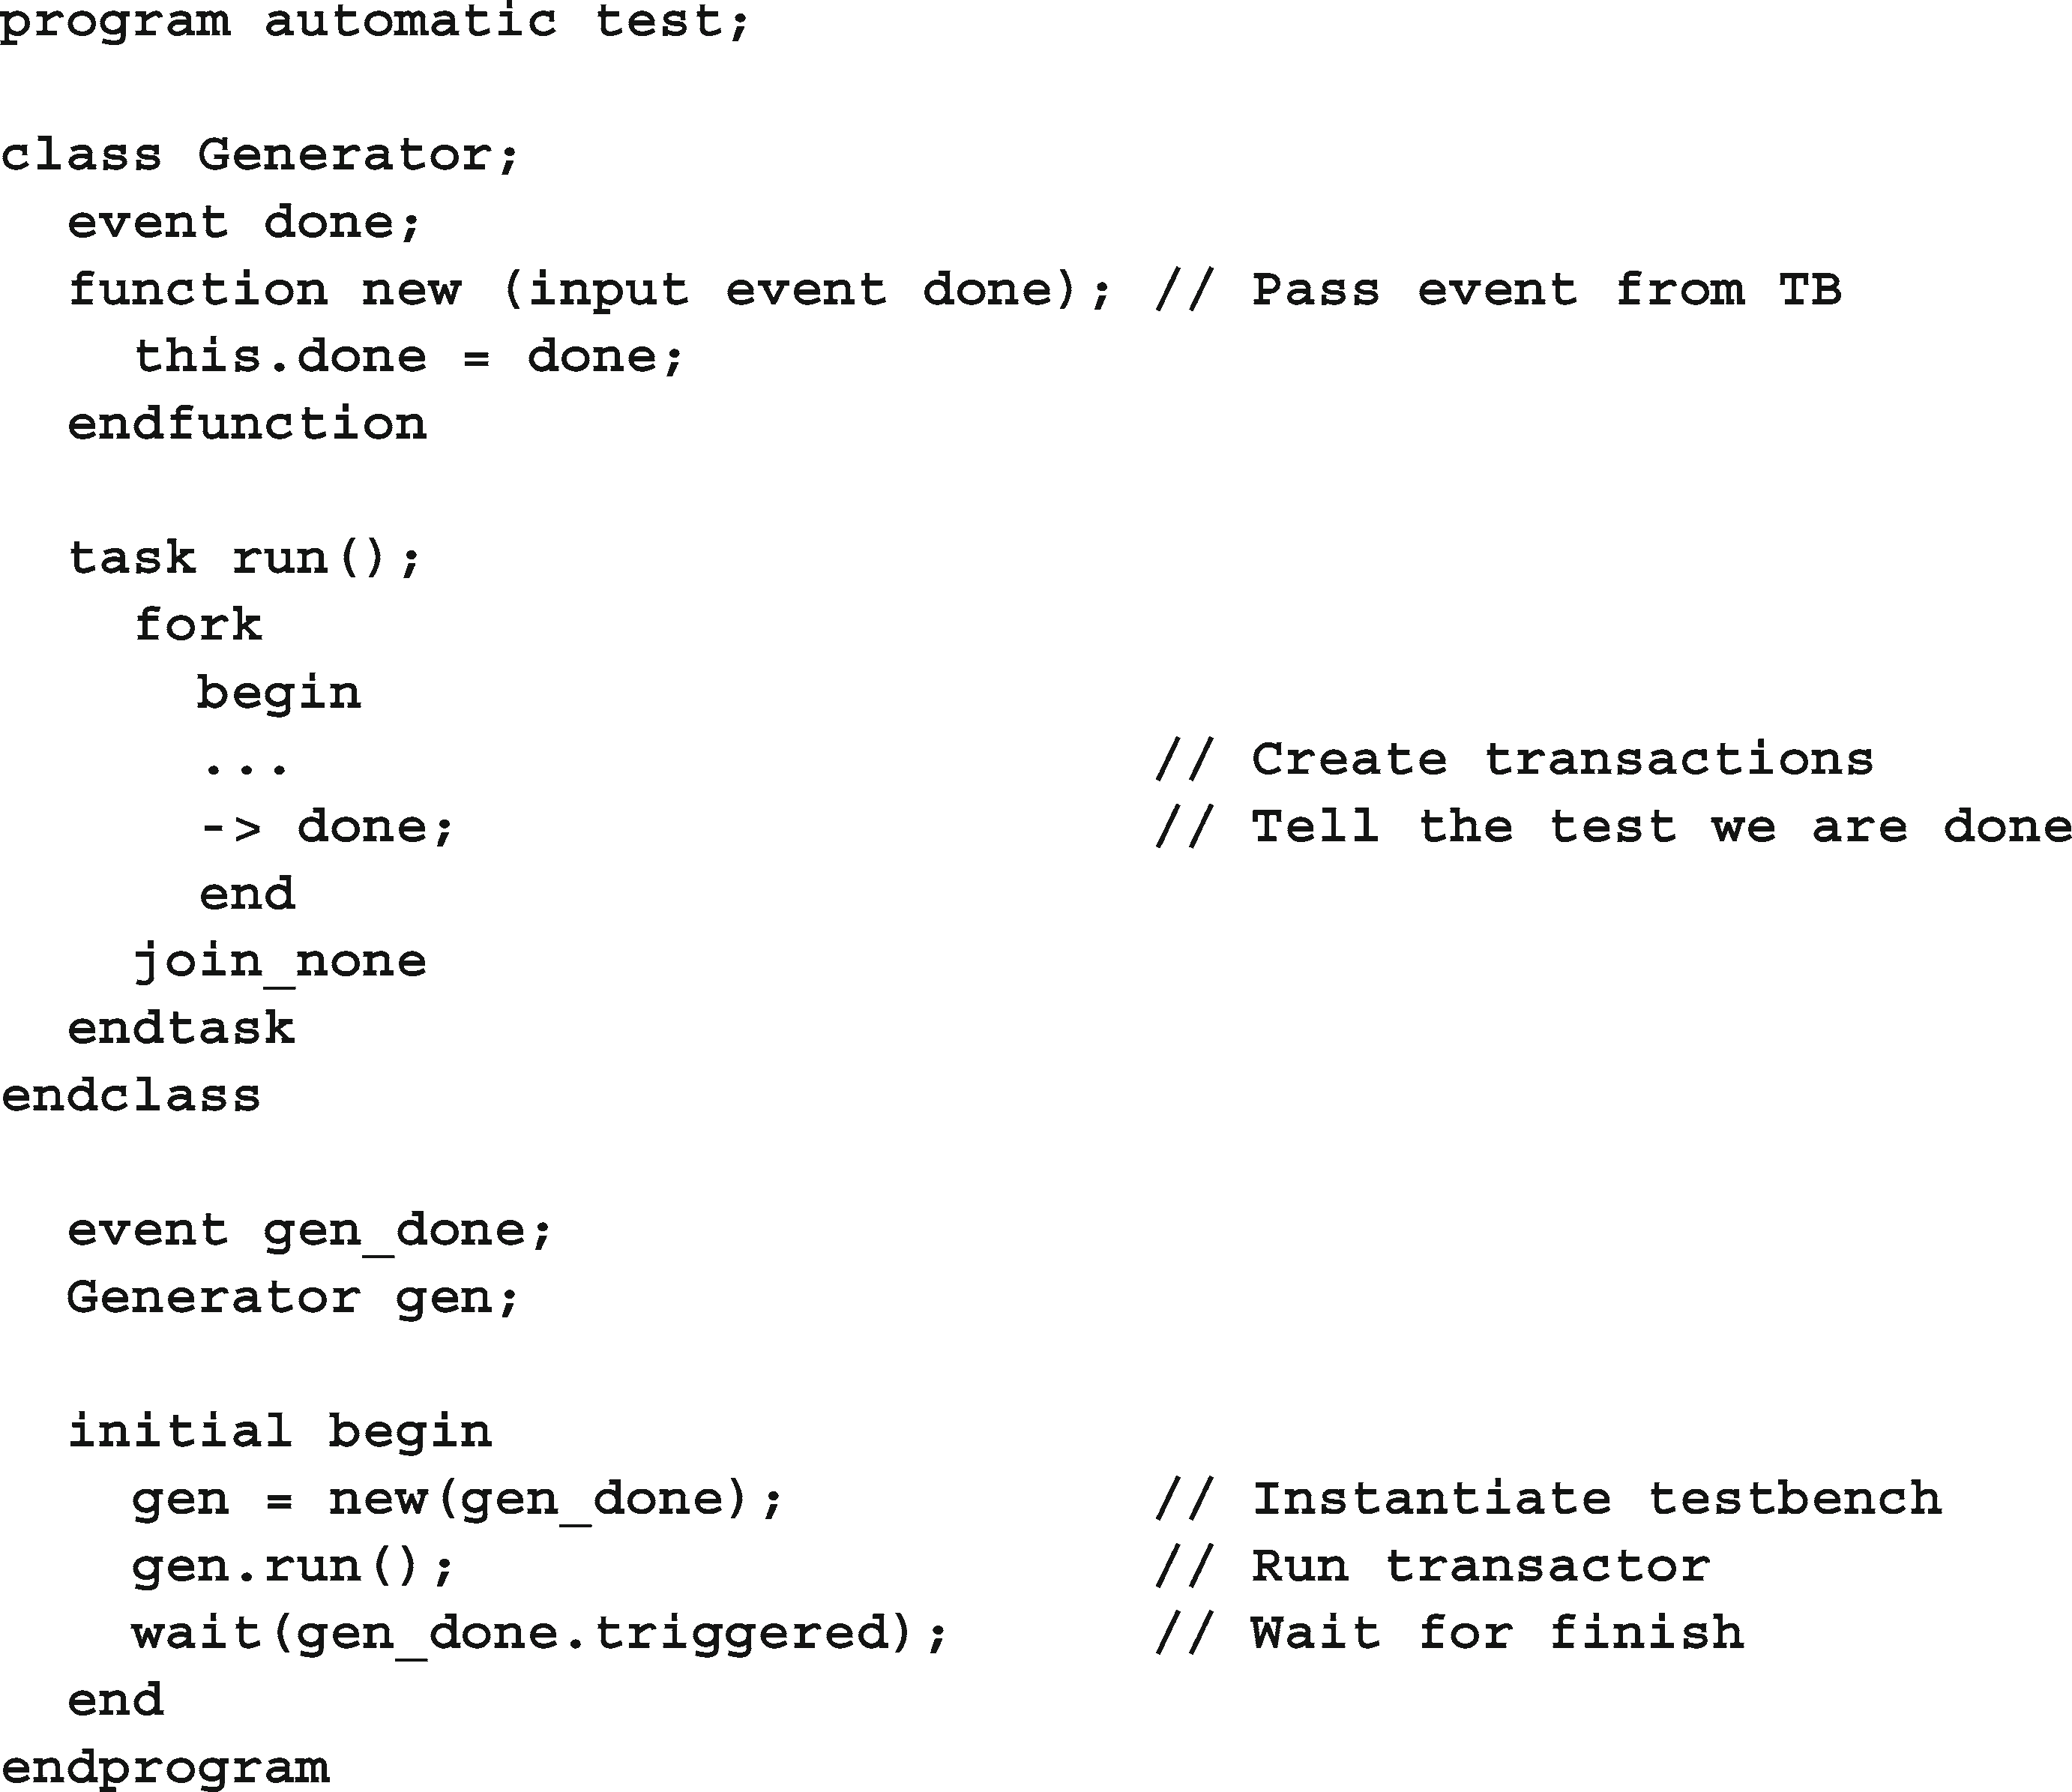 program automatic test;
class Generator;
event done;
function new (input event done); // Pass event from TB
this.done = done;
endfunction
task run();
fork
begin
... // Create transactions
-> done; // Tell the test we are done
end
join_none
endtask
endclass
event gen_done;
Generator gen;
initial begin
gen = new(gen_done); // Instantiate testbench
gen.run(); // Run transactor
wait(gen_done.triggered); // Wait for finish
end
endprogram